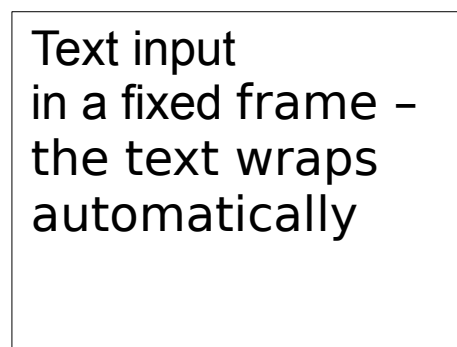 Text input
in a fixed frame –
the text wraps
automatically